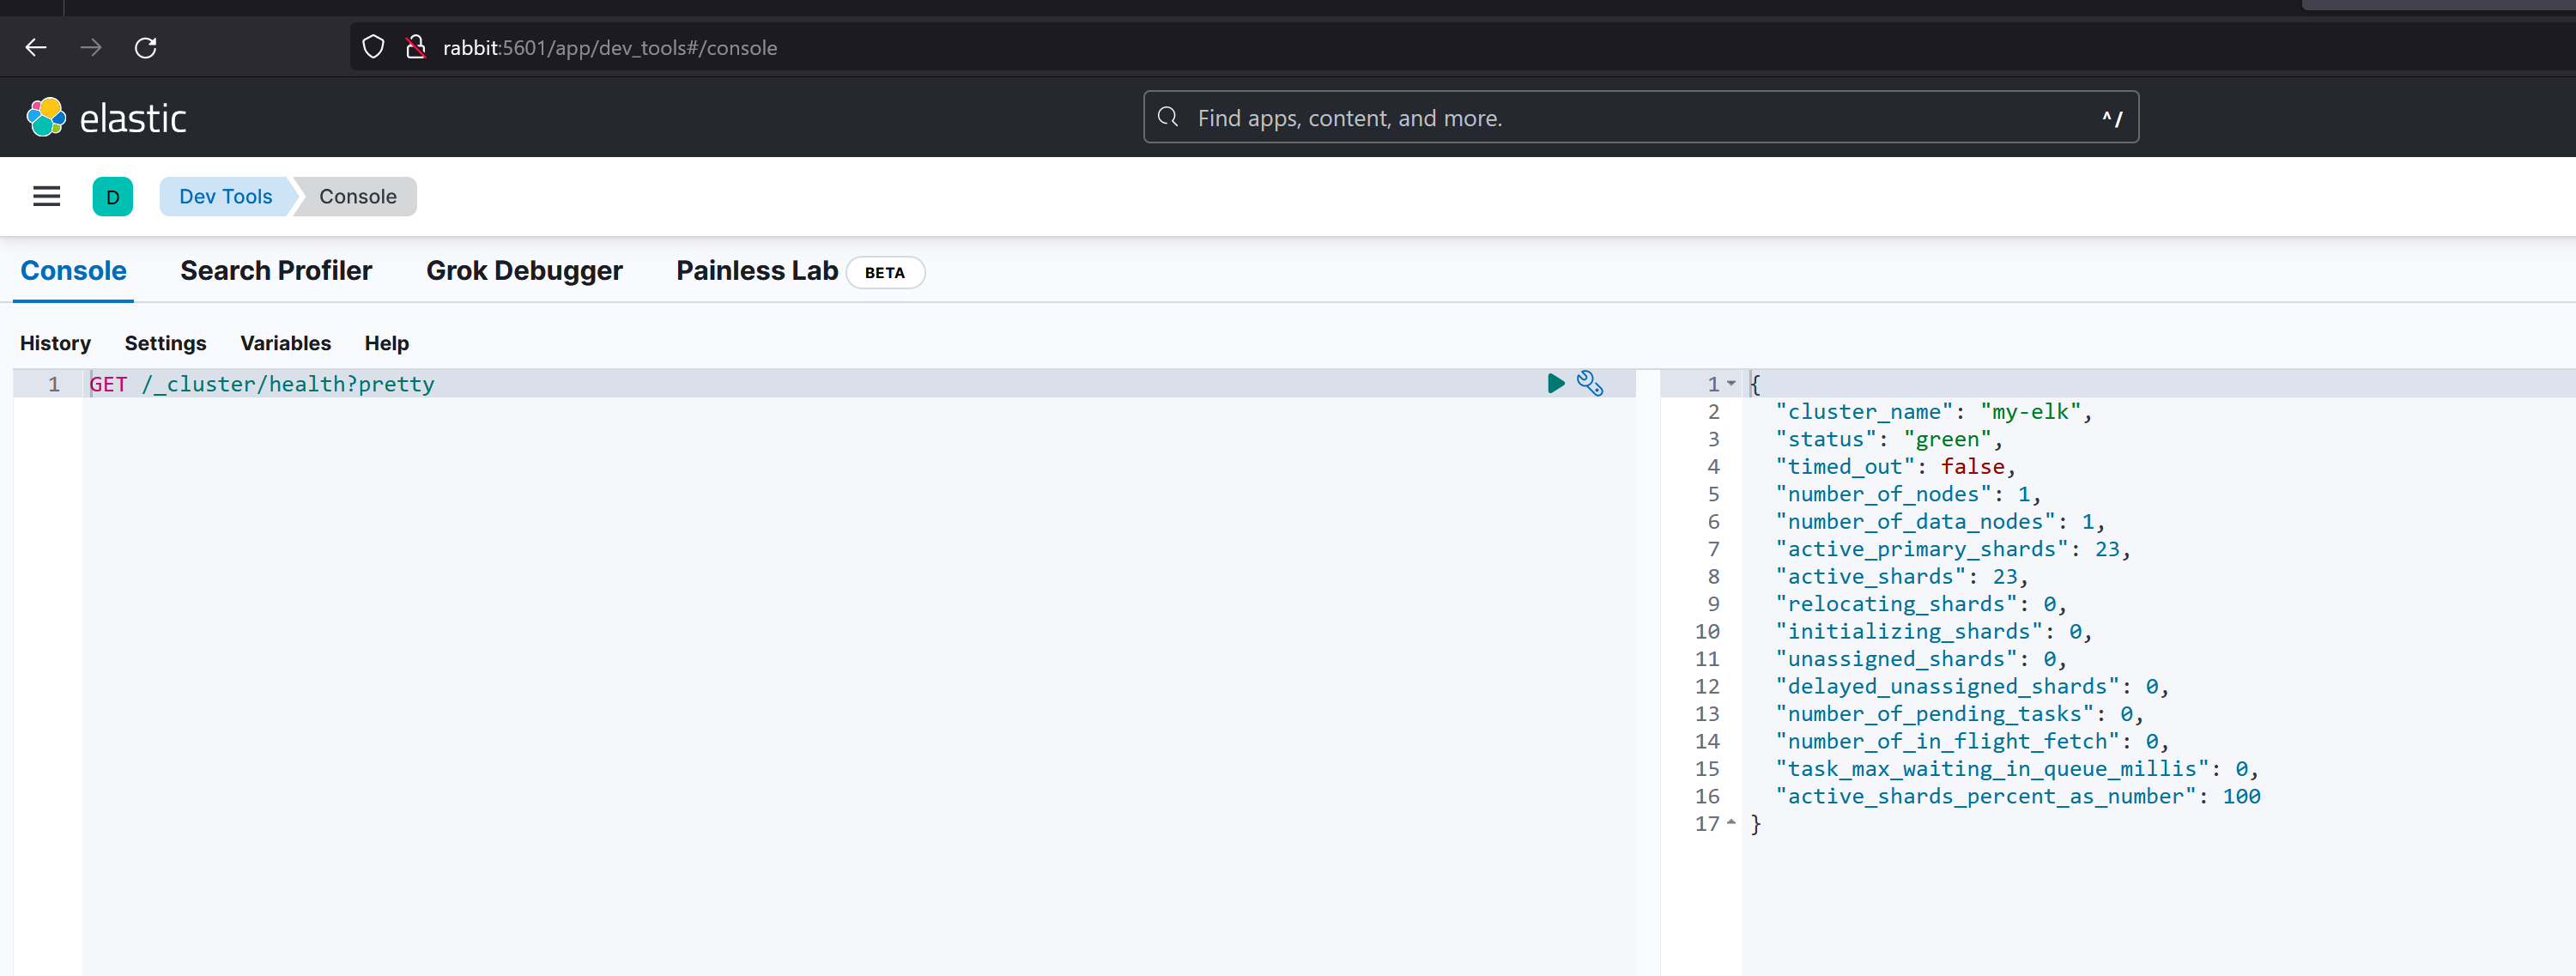 rabbit:5601/app/dev_tools#/console
elastic
Find apps, content, and more.
^/
D
Dev Tools
Console
Console
Search Profiler
Grok Debugger
Painless Lab
BETA
History
Settings
Variables
Help
1 GET /_cluster/health?pretty
1 {
2 "cluster_name": "my-elk",
3 "status": "green",
4 "timed_out": false,
5 "number_of_nodes": 1,
6 "number_of_data_nodes": 1,
7 "active_primary_shards": 23,
8 "active_shards": 23,
9 "relocating_shards": 0,
10 "initializing_shards": 0,
11 "unassigned_shards": 0,
12 "delayed_unassigned_shards": 0,
13 "number_of_pending_tasks": 0,
14 "number_of_in_flight_fetch": 0,
15 "task_max_waiting_in_queue_millis": 0,
16 "active_shards_percent_as_number": 100
17 }